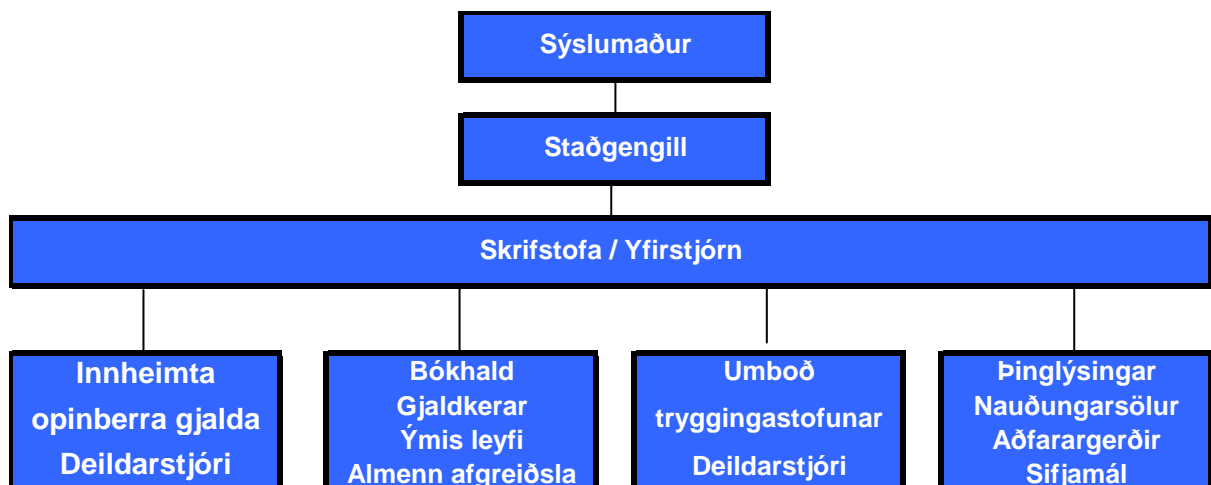 Sýslumaður
Staðgengill
Skrifstofa / Yfirstjórn
Innheimta
opinberra gjalda
Deildarstjóri
Bókhald
Gjaldkerar
Ýmis leyfi
Almenn afgreiðsla
Umboð
tryggingastofunar
Deildarstjóri
Þinglýsingar
Nauðungarsölur
Aðfarargerðir
Sifjamál